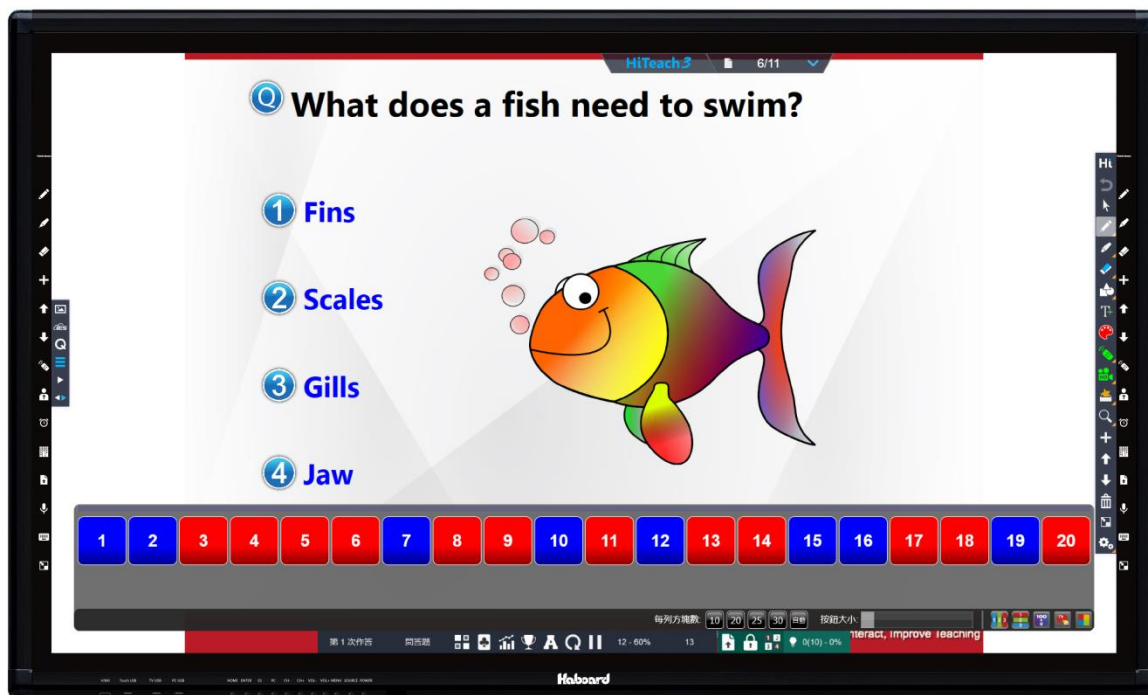 HiTeach3 6/11
Q What does a fish need to swim?
1 Fins
2 Scales
3 Gills
4 Jaw
Hi
T
Q
1 2 3 4 5 6 7 8 9 10 11 12 13 14 15 16 17 18 19 20
每列方塊數: 10 20 25 30 自動 按鈕大小:
第 1 次作答 問答題 A 12 - 60% 13 0(10) - 0%
nteract, Improve Teaching
Haboard